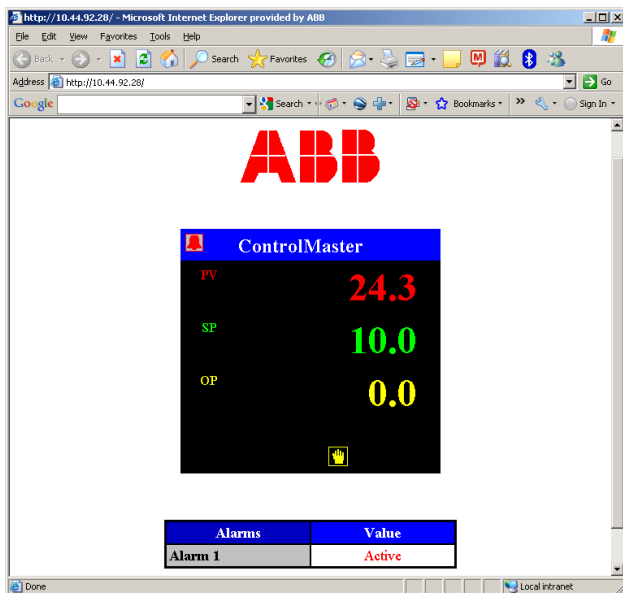 http://10.44.92.28/ - Microsoft Internet Explorer provided by ABB
File Edit View Favorites Tools Help
Back Search Favorites
Address http://10.44.92.28/ Go
Google Search Bookmarks Sign In
ABB
ControlMaster
PV 24.3
SP 10.0
OP 0.0
Alarms Value
Alarm 1 Active
Done Local intranet